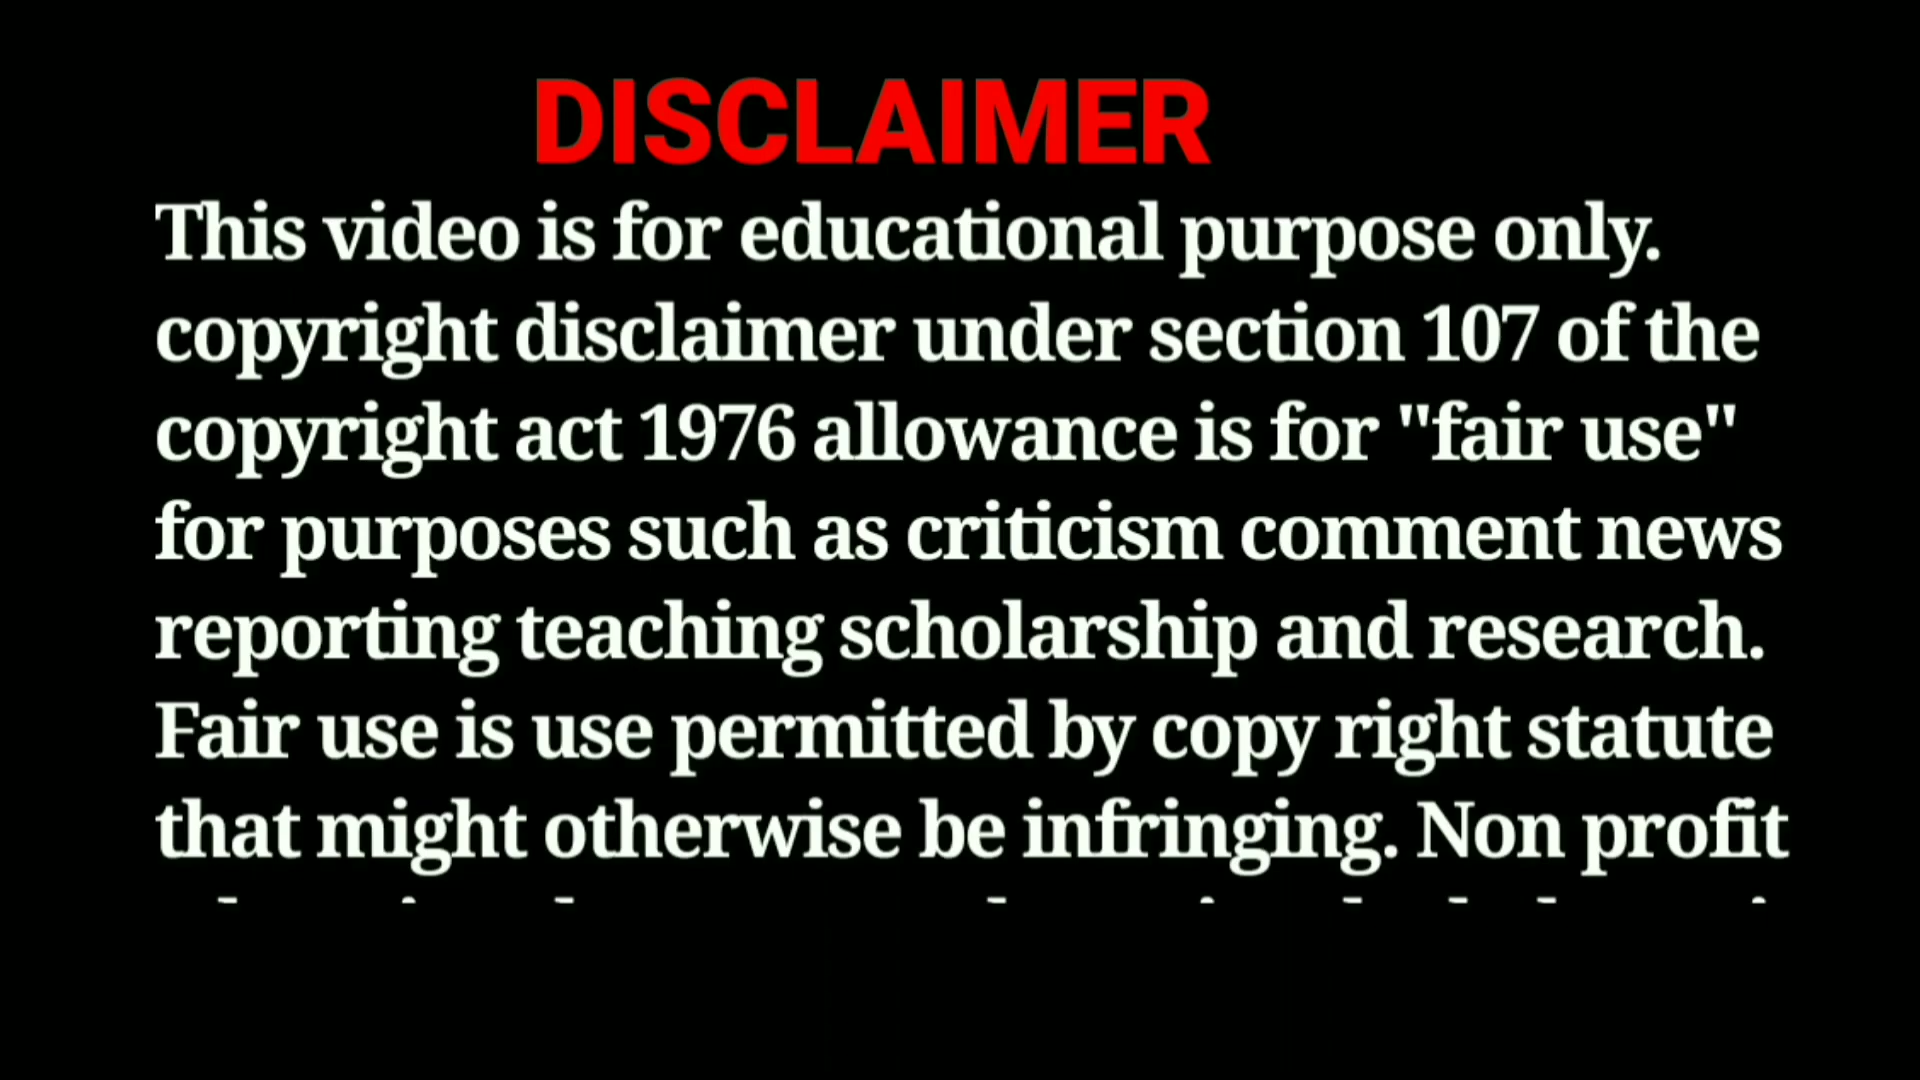 DISCLAIMER
This video is for educational purpose only.
copyright disclaimer under section 107 of the
copyright act 1976 allowance is for "fair use"
for purposes such as criticism comment news
reporting teaching scholarship and research.
Fair use is use permitted by copy right statute
that might otherwise be infringing. Non profit